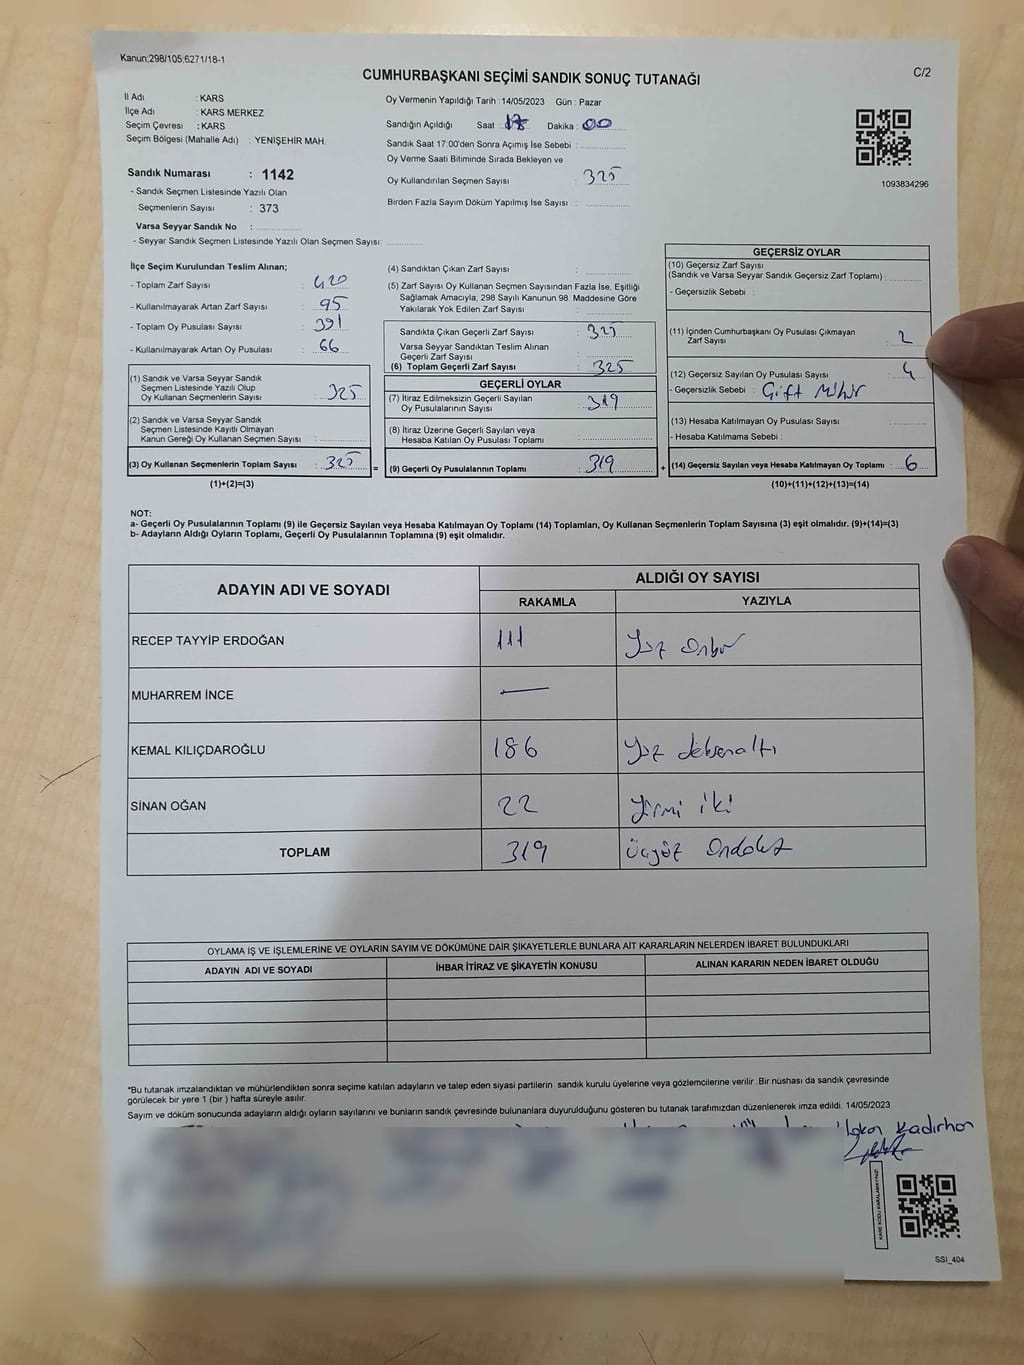 Kanun;298/105;6271/18-1
C/2
CUMHURBAŞKANI SEÇİMİ SANDIK SONUÇ TUTANAĞI
İl Adı : KARS
İlçe Adı : KARS MERKEZ
Seçim Çevresi : KARS
Seçim Bölgesi (Mahalle Adı) : YENİŞEHİR MAH.
Sandık Numarası : 1142
- Sandık Seçmen Listesinde Yazılı Olan
Seçmenlerin Sayısı : 373
Varsa Seyyar Sandık No :
- Seyyar Sandık Seçmen Listesinde Yazılı Olan Seçmen Sayısı:
Oy Vermenin Yapıldığı Tarih :14/05/2023 Gün : Pazar
Sandığın Açıldığı Saat : Dakika : 00
Sandık Saat 17:00'den Sonra Açımış İse Sebebi :
Oy Verme Saati Bitiminde Sırada Bekleyen ve
Oy Kullandırılan Seçmen Sayısı : 325
Birden Fazla Sayım Döküm Yapılmış İse Sayısı :
1093834296
İlçe Seçim Kurulundan Teslim Alınan;
- Toplam Zarf Sayısı : 420
- Kullanılmayarak Artan Zarf Sayısı : 95
- Toplam Oy Pusulası Sayısı : 391
- Kullanılmayarak Artan Oy Pusulası : 66
(1) Sandık ve Varsa Seyyar Sandık
Seçmen Listesinde Yazılı Olup
Oy Kullanan Seçmenlerin Sayısı : 325
(2) Sandık ve Varsa Seyyar Sandık
Seçmen Listesinde Kayıtlı Olmayan
Kanun Gereği Oy Kullanan Seçmen Sayısı :
(3) Oy Kullanan Seçmenlerin Toplam Sayısı : 325 =
(1)+(2)=(3)
(4) Sandıktan Çıkan Zarf Sayısı :
(5) Zarf Sayısı Oy Kullanan Seçmen Sayısından Fazla İse, Eşitliği
Sağlamak Amacıyla; 298 Sayılı Kanunun 98. Maddesine Göre
Yakılarak Yok Edilen Zarf Sayısı :
Sandıkta Çıkan Geçerli Zarf Sayısı : 325
Varsa Seyyar Sandıktan Teslim Alınan
Geçerli Zarf Sayısı :
(6) Toplam Geçerli Zarf Sayısı : 325
GEÇERLİ OYLAR
(7) İtiraz Edilmeksizin Geçerli Sayılan
Oy Pusulalarının Sayısı : 319
(8) İtiraz Üzerine Geçerli Sayılan veya
Hesaba Katılan Oy Pusulası Toplamı :
(9) Geçerli Oy Pusulalarının Toplamı : 319 +
GEÇERSİZ OYLAR
(10) Geçersiz Zarf Sayısı
(Sandık ve Varsa Seyyar Sandık Geçersiz Zarf Toplamı) :
- Geçersizlik Sebebi :
(11) İçinden Cumhurbaşkanı Oy Pusulası Çıkmayan
Zarf Sayısı : 2
(12) Geçersiz Sayılan Oy Pusulası Sayısı : 4
- Geçersizlik Sebebi : Çift Mühür
(13) Hesaba Katılmayan Oy Pusulası Sayısı :
- Hesaba Katılmama Sebebi :
(14) Geçersiz Sayılan veya Hesaba Katılmayan Oy Toplamı : 6
(10)+(11)+(12)+(13)=(14)
NOT:
a- Geçerli Oy Pusulalarının Toplamı (9) ile Geçersiz Sayılan veya Hesaba Katılmayan Oy Toplamı (14) Toplamları, Oy Kullanan Seçmenlerin Toplam Sayısına (3) eşit olmalıdır. (9)+(14)=(3)
b- Adayların Aldığı Oyların Toplamı, Geçerli Oy Pusulalarının Toplamına (9) eşit olmalıdır.
ADAYIN ADI VE SOYADI ALDIĞI OY SAYISI
RAKAMLA YAZIYLA
RECEP TAYYİP ERDOĞAN 111 Yüz onbir
MUHARREM İNCE —
KEMAL KILIÇDAROĞLU 186 Yüz seksenaltı
SİNAN OĞAN 22 Yirmi iki
TOPLAM 319 Üçyüz Ondokuz
OYLAMA İŞ VE İŞLEMLERİNE VE OYLARIN SAYIM VE DÖKÜMÜNE DAİR ŞİKAYETLERLE BUNLARA AİT KARARLARIN NELERDEN İBARET BULUNDUKLARI
ADAYIN ADI VE SOYADI İHBAR İTİRAZ VE ŞİKAYETİN KONUSU ALINAN KARARIN NEDEN İBARET OLDUĞU
*Bu tutanak imzalandıktan ve mühürlendikten sonra seçime katılan adayların ve talep eden siyasi partilerin sandık kurulu üyelerine veya gözlemcilerine verilir .Bir nüshası da sandık çevresinde
görülecek bir yere 1 (bir ) hafta süreyle asılır.
Sayım ve döküm sonucunda adayların aldığı oyların sayılarını ve bunların sandık çevresinde bulunanlara duyurulduğunu gösteren bu tutanak tarafımızdan düzenlenerek imza edildi. 14/05/2023
Kadirhan
KARE KODU KARALAMAYINIZ!
SSİ_404